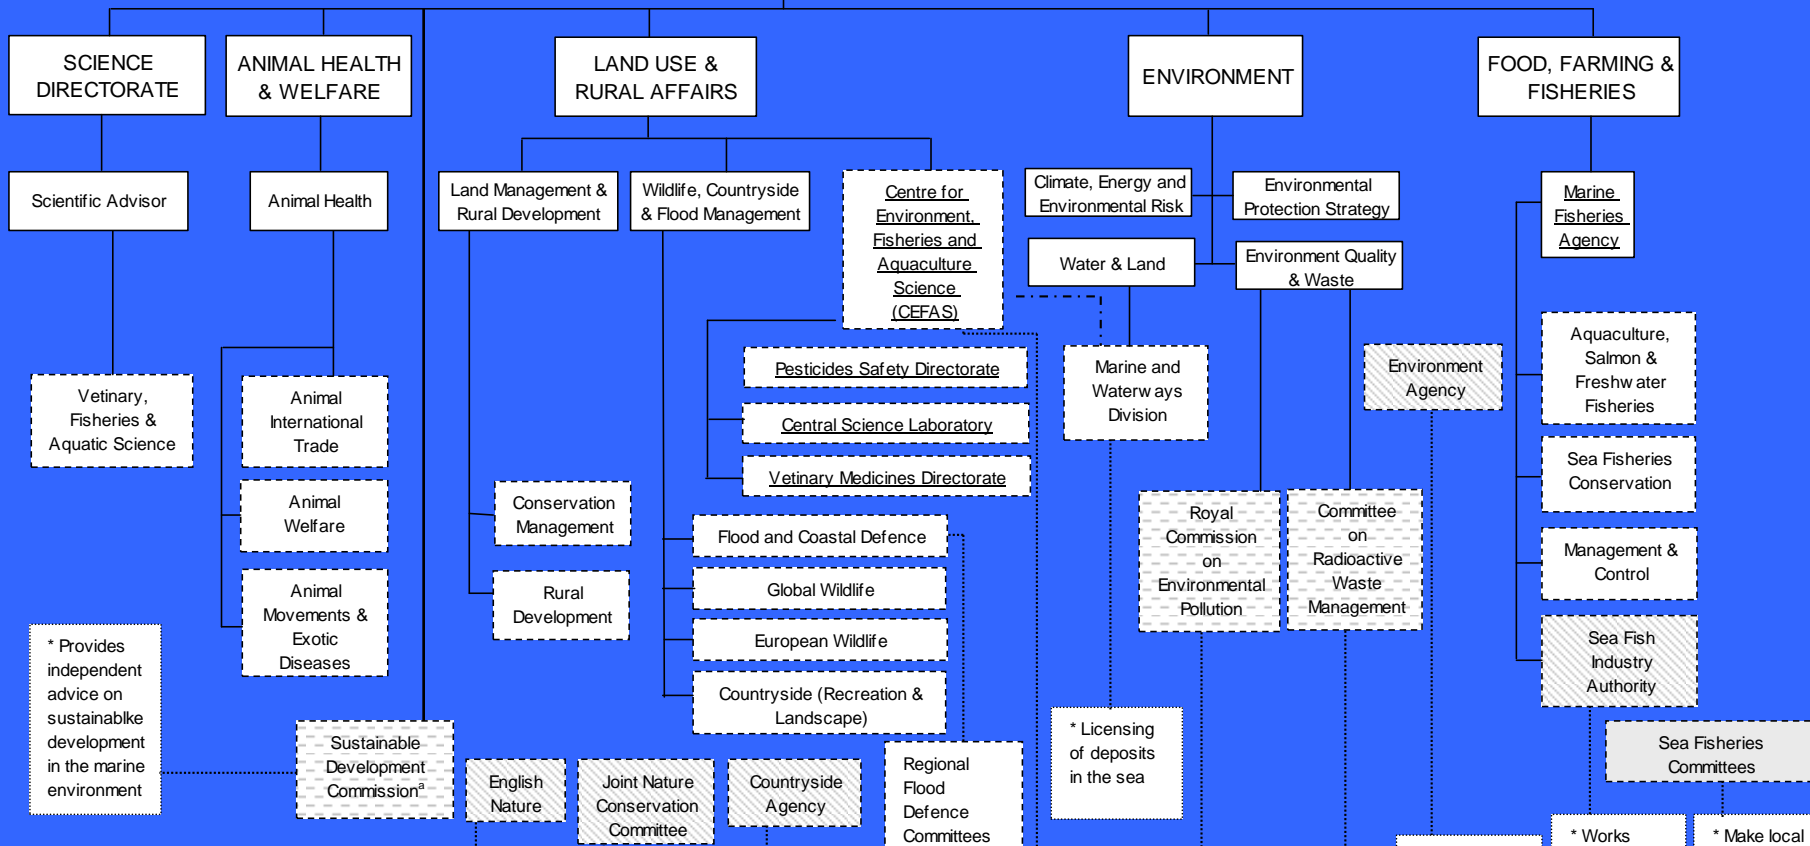 SCIENCE
DIRECTORATE
ANIMAL HEALTH
& WELFARE
LAND USE &
RURAL AFFAIRS
ENVIRONMENT
FOOD, FARMING &
FISHERIES
Scientific Advisor
Animal Health
Land Management &
Rural Development
Wildlife, Countryside
& Flood Management
Centre for
Environment,
Fisheries and
Aquaculture
Science
(CEFAS)
Climate, Energy and
Environmental Risk
Environmental
Protection Strategy
Water & Land
Environment Quality
& Waste
Marine
Fisheries
Agency
Vetinary,
Fisheries &
Aquatic Science
Animal
International
Trade
Animal
Welfare
Animal
Movements &
Exotic
Diseases
Conservation
Management
Rural
Development
Pesticides Safety Directorate
Central Science Laboratory
Vetinary Medicines Directorate
Flood and Coastal Defence
Global Wildlife
European Wildlife
Countryside (Recreation &
Landscape)
Marine and
Waterways
Division
Environment
Agency
Royal
Commission
on
Environmental
Pollution
Committee
on
Radioactive
Waste
Management
Aquaculture,
Salmon &
Freshwater
Fisheries
Sea Fisheries
Conservation
Management &
Control
Sea Fish
Industry
Authority
* Provides
independent
advice on
sustainablke
development
in the marine
environment
Sustainable
Development
Commissionª
English
Nature
Joint Nature
Conservation
Committee
Countryside
Agency
Regional
Flood
Defence
Committees
* Licensing
of deposits
in the sea
Sea Fisheries
Committees
* Works
* Make local